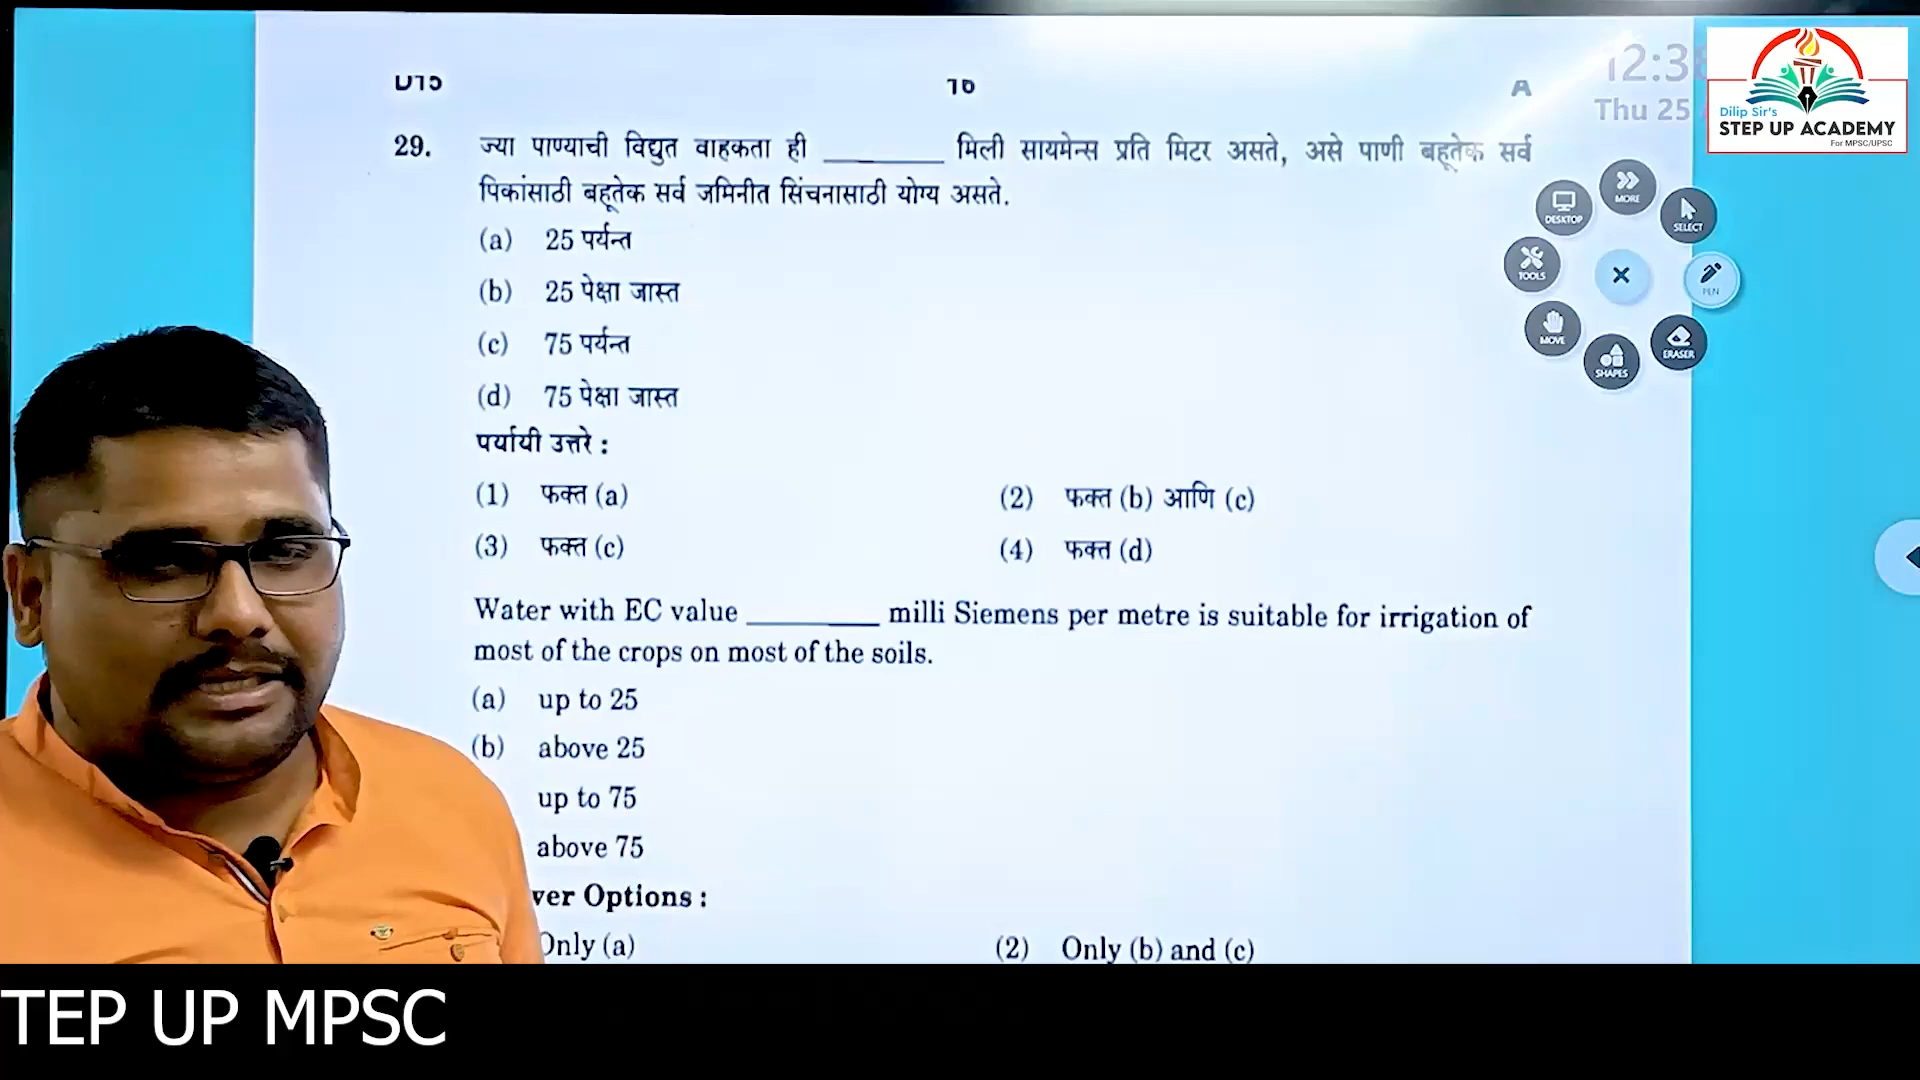 12:3
Thu 25
Dilip Sir's
STEP UP ACADEMY
For MPSC/UPSC
A
29. ज्या पाण्याची विद्युत वाहकता ही ________ मिली सायमेन्स प्रति मिटर असते, असे पाणी बहूतेक सर्व
पिकांसाठी बहूतेक सर्व जमिनीत सिंचनासाठी योग्य असते.
(a) 25 पर्यन्त
(b) 25 पेक्षा जास्त
(c) 75 पर्यन्त
(d) 75 पेक्षा जास्त
पर्यायी उत्तरे :
(1) फक्त (a) (2) फक्त (b) आणि (c)
(3) फक्त (c) (4) फक्त (d)
Water with EC value ________ milli Siemens per metre is suitable for irrigation of
most of the crops on most of the soils.
(a) up to 25
(b) above 25
up to 75
above 75
ver Options :
Only (a) (2) Only (b) and (c)
MORE
DESKTOP
SELECT
TOOLS
PEN
MOVE
ERASER
SHAPES
TEP UP MPSC